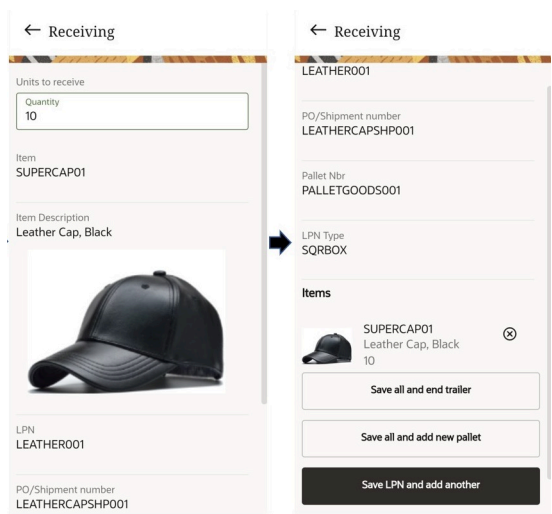 ← Receiving
Units to receive
Quantity
10
Item
SUPERCAP01
Item Description
Leather Cap, Black
LPN
LEATHER001
PO/Shipment number
LEATHERCAPSHP001
← Receiving
LEATHER001
PO/Shipment number
LEATHERCAPSHP001
Pallet Nbr
PALLETGOODS001
LPN Type
SQRBOX
Items
SUPERCAP01
Leather Cap, Black
10
Save all and end trailer
Save all and add new pallet
Save LPN and add another